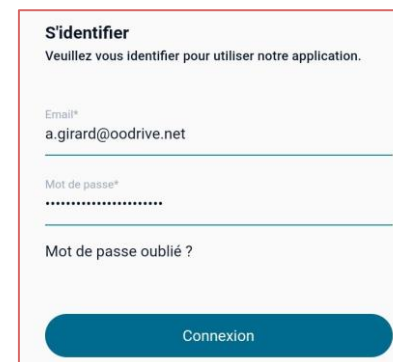 S'identifier
Veuillez vous identifier pour utiliser notre application.
Email*
a.girard@oodrive.net
Mot de passe*
•••••••••••••••••••••••
Mot de passe oublié ?
Connexion